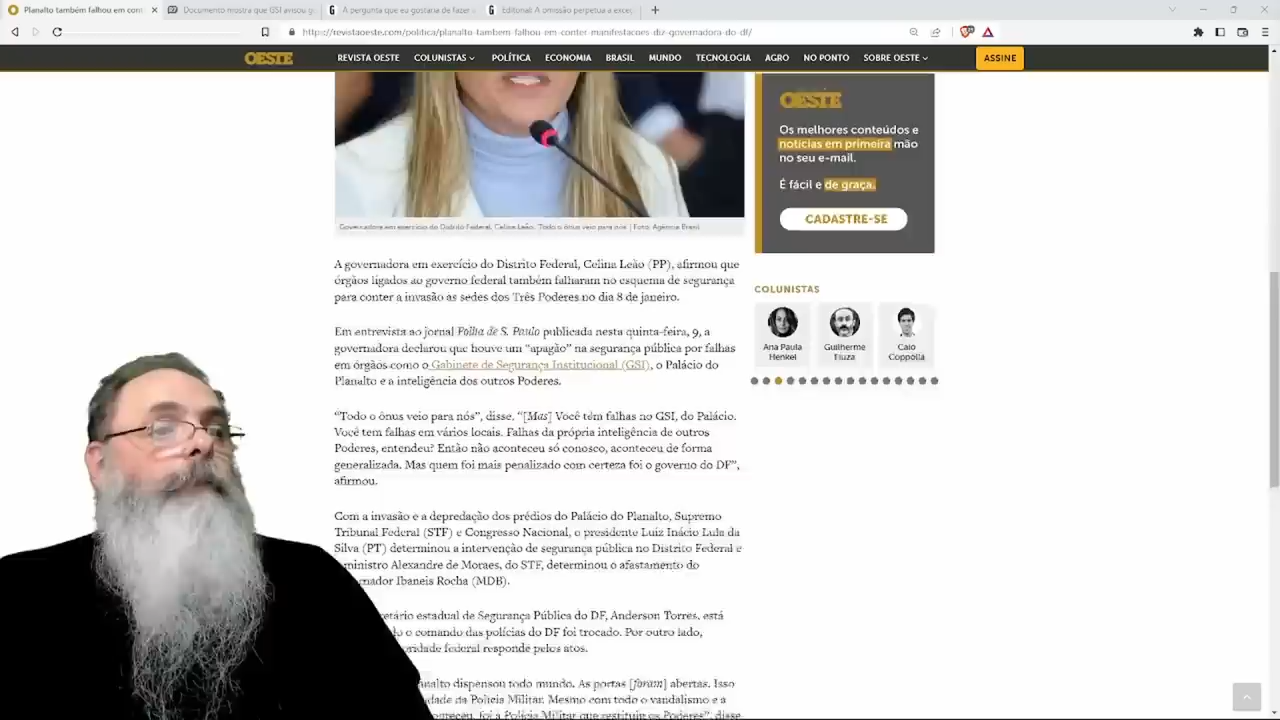 Planalto também falhou em cont
Documento mostra que GSI avisou g
A pergunta que eu gostaria de fazer
Editorial: A omissão perpetua a exceç
https://revistaoeste.com/politica/planalto-tambem-falhou-em-conter-manifestacoes-diz-governadora-do-df/
OESTE
REVISTA OESTE
COLUNISTAS
POLÍTICA
ECONOMIA
BRASIL
MUNDO
TECNOLOGIA
AGRO
NO PONTO
SOBRE OESTE
ASSINE
Governadora em exercício do Distrito Federal, Celina Leão: 'Todo o ônus veio para nós' | Foto: Agência Brasil
A governadora em exercício do Distrito Federal, Celina Leão (PP), afirmou que
órgãos ligados ao governo federal também falharam no esquema de segurança
para conter a invasão às sedes dos Três Poderes no dia 8 de janeiro.
Em entrevista ao jornal Folha de S. Paulo publicada nesta quinta-feira, 9, a
governadora declarou que houve um “apagão” na segurança pública por falhas
em órgãos como o Gabinete de Segurança Institucional (GSI), o Palácio do
Planalto e a inteligência dos outros Poderes.
“Todo o ônus veio para nós”, disse, “[Mas] Você têm falhas no GSI, do Palácio.
Você tem falhas em vários locais. Falhas da própria inteligência de outros
Poderes, entendeu? Então não aconteceu só conosco, aconteceu de forma
generalizada. Mas quem foi mais penalizado com certeza foi o governo do DF”,
afirmou.
Com a invasão e a depredação dos prédios do Palácio do Planalto, Supremo
Tribunal Federal (STF) e Congresso Nacional, o presidente Luiz Inácio Lula da
Silva (PT) determinou a intervenção de segurança pública no Distrito Federal e
ministro Alexandre de Moraes, do STF, determinou o afastamento do
ernador Ibaneis Rocha (MDB).
etário estadual de Segurança Pública do DF, Anderson Torres, está
o o comando das polícias do DF foi trocado. Por outro lado,
oridade federal responde pelos atos.
nalto dispensou todo mundo. As portas [foram] abertas. Isso
dade da Polícia Militar. Mesmo com todo o vandalismo e a
onteceu, foi a Polícia Militar que restituiu os Poderes”, disse
OESTE
Os melhores conteúdos e
notícias em primeira mão
no seu e-mail.
É fácil e de graça.
CADASTRE-SE
COLUNISTAS
Ana Paula
Henkel
Guilherme
Fiuza
Caio
Coppolla